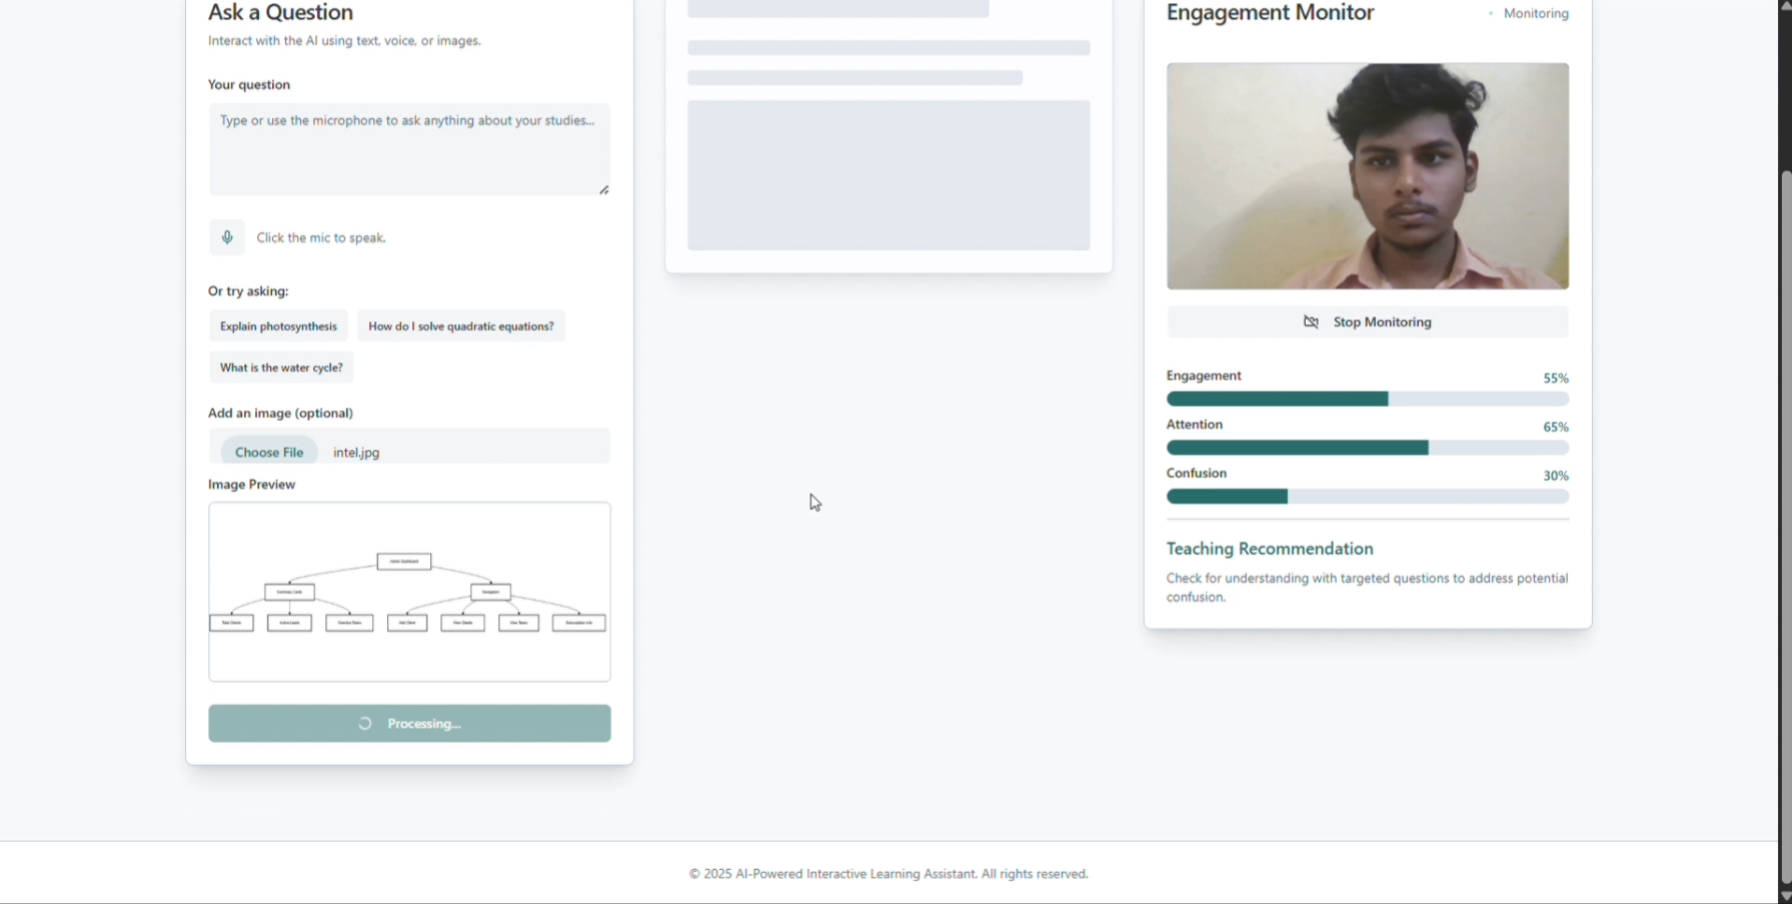 Ask a Question
Interact with the AI using text, voice, or images.
Your question
Type or use the microphone to ask anything about your studies...
Click the mic to speak.
Or try asking:
Explain photosynthesis
How do I solve quadratic equations?
What is the water cycle?
Add an image (optional)
Choose File
intel.jpg
Image Preview
Processing...
Engagement Monitor
Monitoring
Stop Monitoring
Engagement
55%
Attention
65%
Confusion
30%
Teaching Recommendation
Check for understanding with targeted questions to address potential
confusion.
© 2025 AI-Powered Interactive Learning Assistant. All rights reserved.